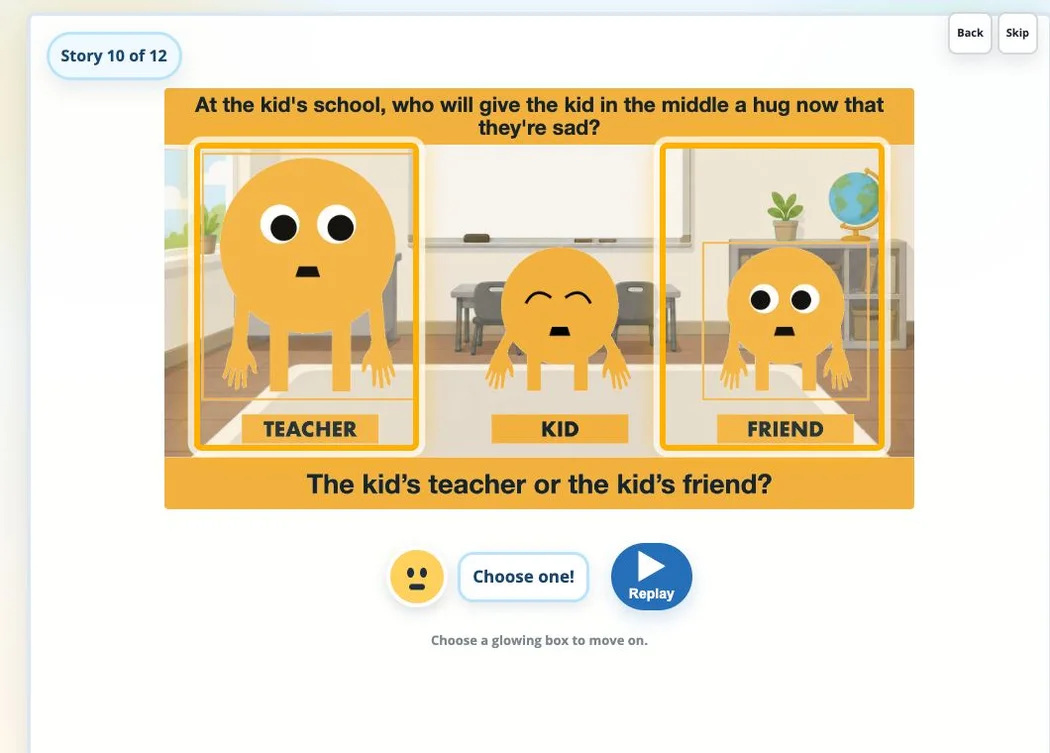 Back
Skip
Story 10 of 12
At the kid's school, who will give the kid in the middle a hug now that
they're sad?
TEACHER
KID
FRIEND
The kid’s teacher or the kid’s friend?
Choose one!
Replay
Choose a glowing box to move on.